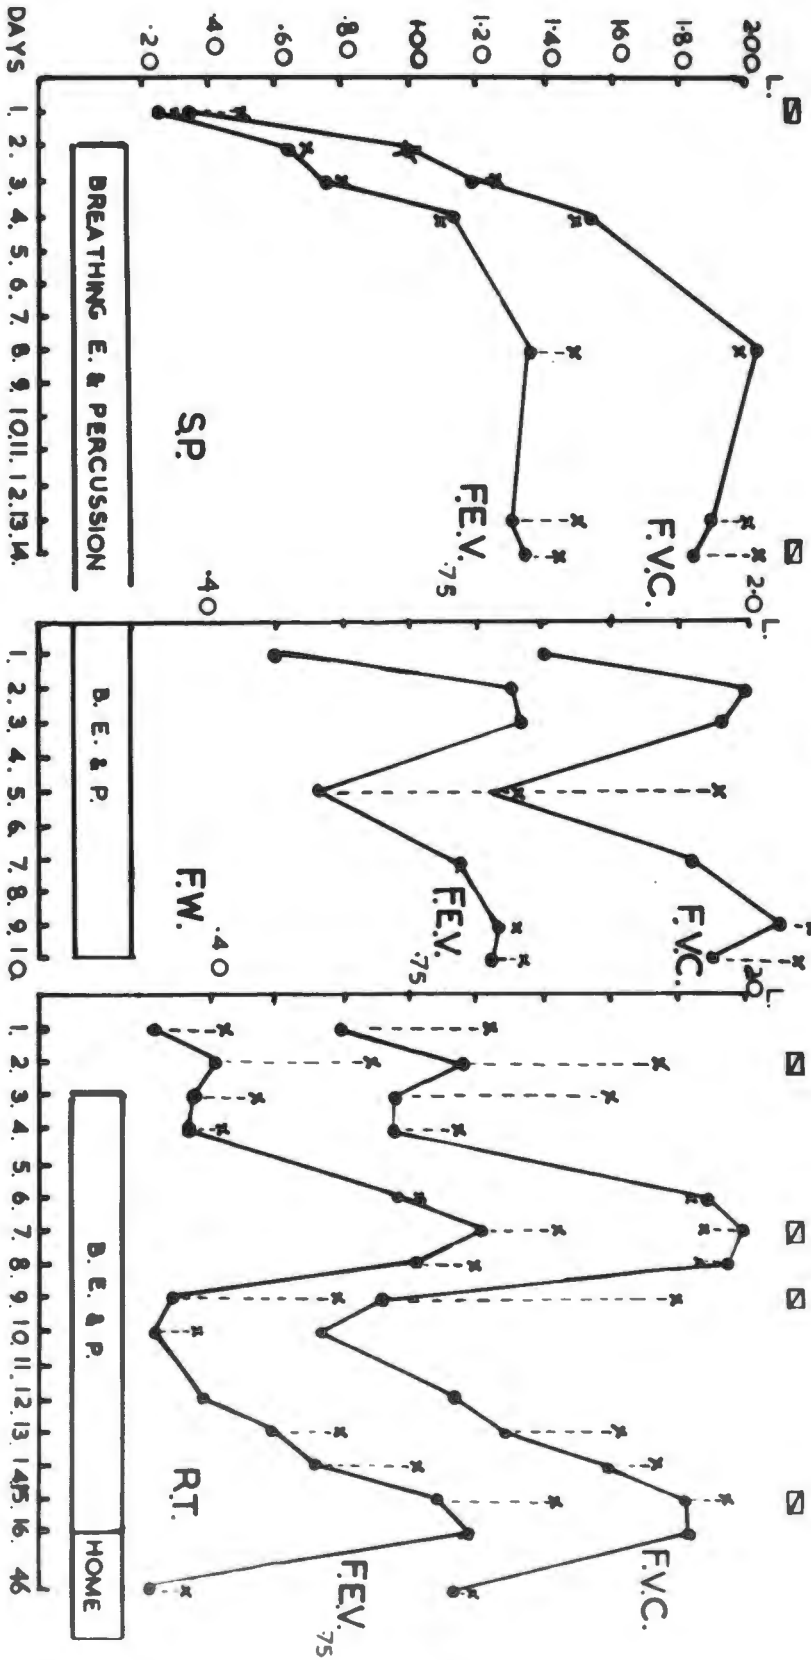 L.
2.00
1.80
1.60
1.40
1.20
1.00
.80
.60
.40
.20
F.V.C.
F.E.V. .75
S.P.
BREATHING E. & PERCUSSION
DAYS 1. 2. 3. 4. 5. 6. 7. 8. 9. 10. 11. 12. 13. 14.
L.
2.0
.40
F.V.C.
F.E.V. .75
F.W.
B. E. & P.
1. 2. 3. 4. 5. 6. 7. 8. 9. 10.
L.
2.0
.40
F.V.C.
F.E.V. .75
R.T.
B. E. & P.
HOME
1. 2. 3. 4. 5. 6. 7. 8. 9. 10. 11. 12. 13. 14. 15. 16. 46